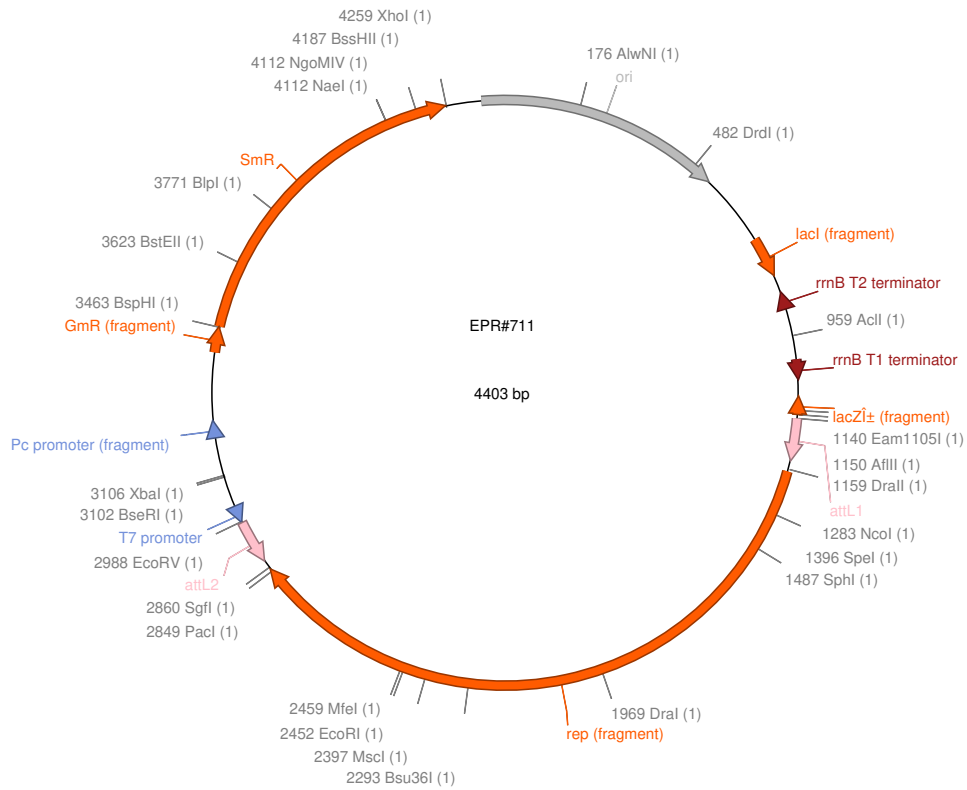 4259 XhoI (1)
4187 BssHII (1)
4112 NgoMIV (1)
4112 NaeI (1)
SmR
3771 BlpI (1)
3623 BstEII (1)
3463 BspHI (1)
GmR (fragment)
Pc promoter (fragment)
3106 XbaI (1)
3102 BseRI (1)
T7 promoter
2988 EcoRV (1)
attL2
2860 SgfI (1)
2849 PacI (1)
2459 MfeI (1)
2452 EcoRI (1)
2397 MscI (1)
2293 Bsu36I (1)
EPR#711
4403 bp
176 AlwNI (1)
ori
482 DrdI (1)
lacI (fragment)
rrnB T2 terminator
959 AclI (1)
rrnB T1 terminator
lacZÎ± (fragment)
1140 Eam1105I (1)
1150 AflII (1)
1159 DraII (1)
attL1
1283 NcoI (1)
1396 SpeI (1)
1487 SphI (1)
1969 DraI (1)
rep (fragment)